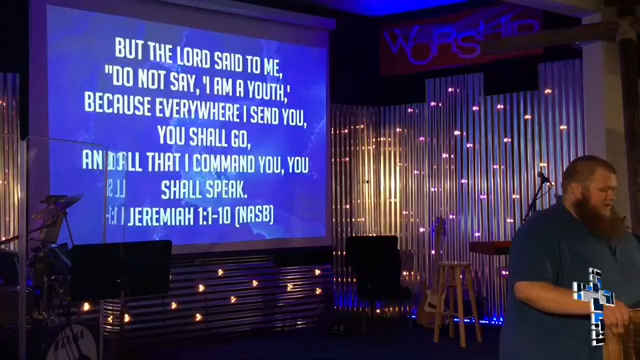 BUT THE LORD SAID TO ME,
"DO NOT SAY, 'I AM A YOUTH,'
BECAUSE EVERYWHERE I SEND YOU,
YOU SHALL GO,
AND ALL THAT I COMMAND YOU, YOU
SHALL SPEAK.
JEREMIAH 1:1-10 (NASB)
WORSHIP